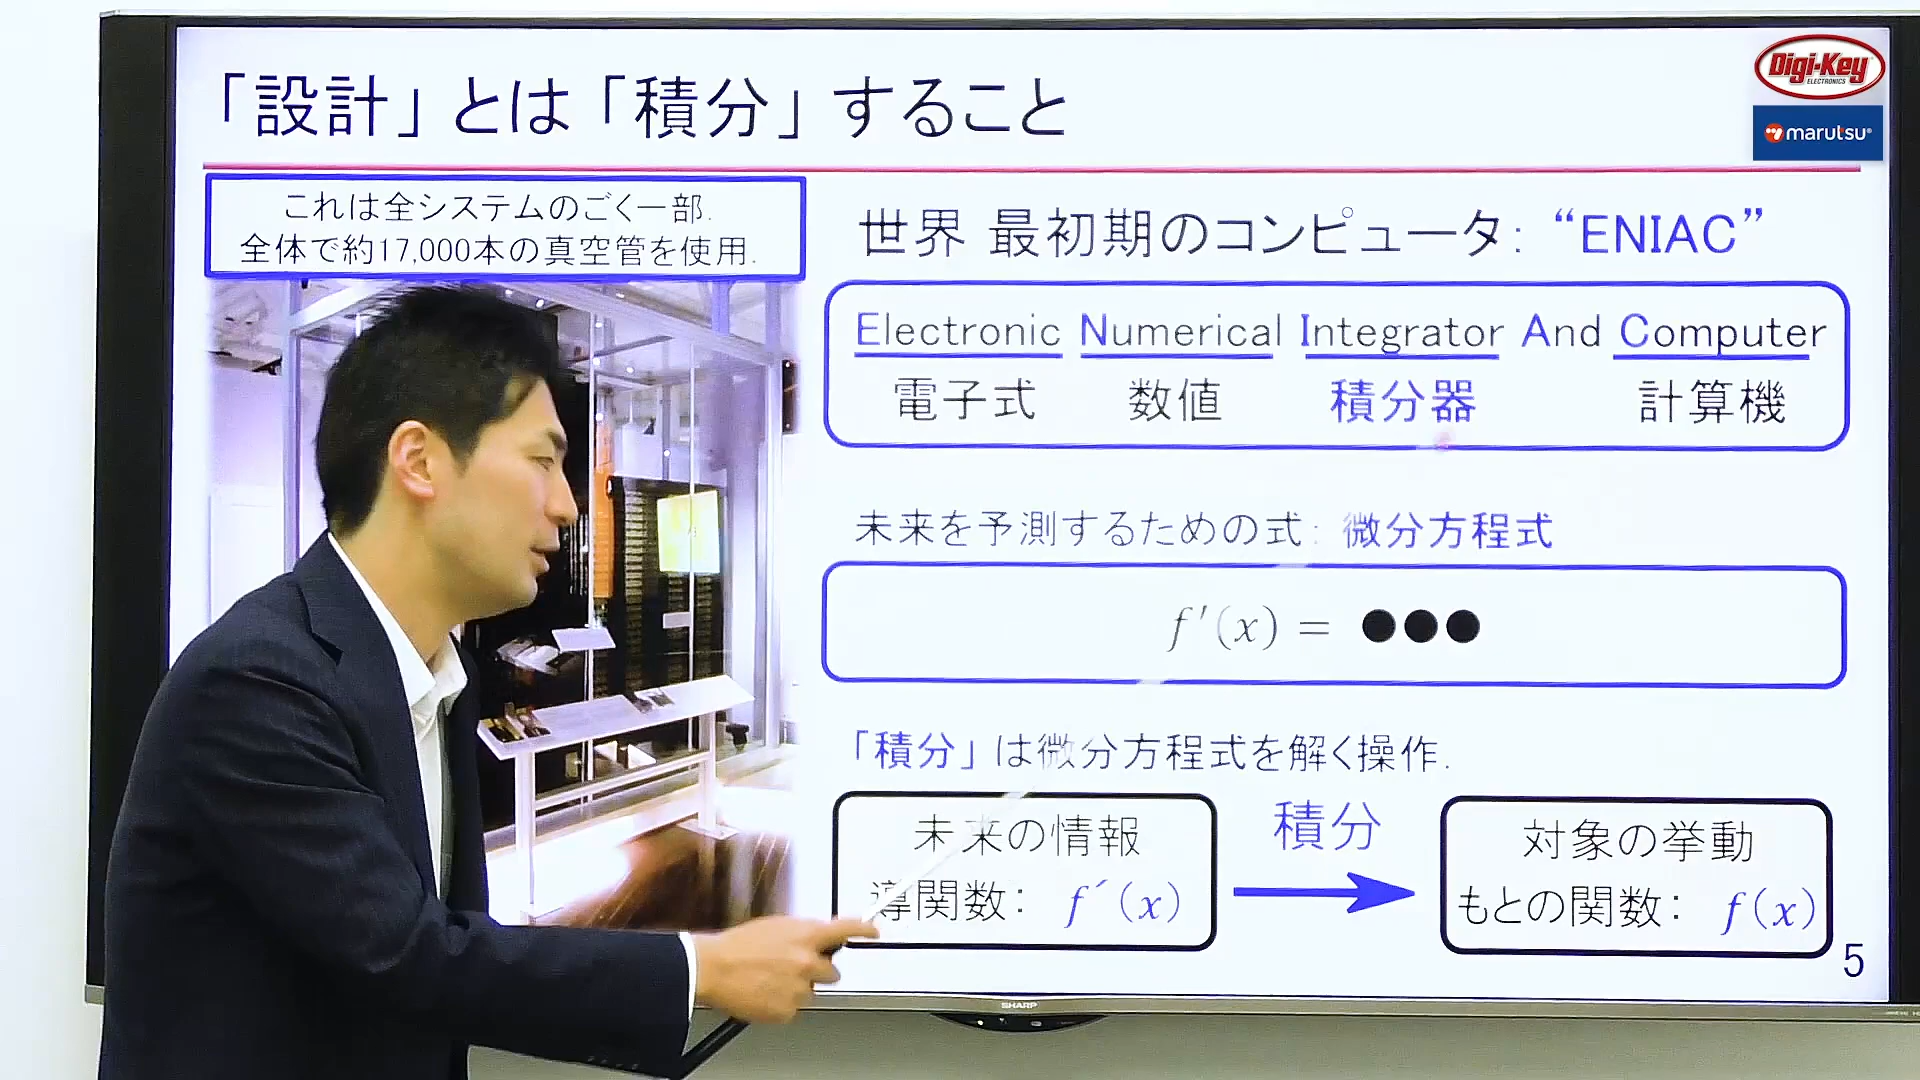 「設計」とは「積分」すること
Digi-Key
ELECTRONICS
marutsu
これは全システムのごく一部.
全体で約17,000本の真空管を使用.
世界 最初期のコンピュータ: “ENIAC”
Electronic Numerical Integrator And Computer
電子式 数値 積分器 計算機
未来を予測するための式: 微分方程式
f′(x) = ●●●
「積分」は微分方程式を解く操作.
未来の情報
導関数: f′(x)
積分
対象の挙動
もとの関数: f(x)
5
SHARP